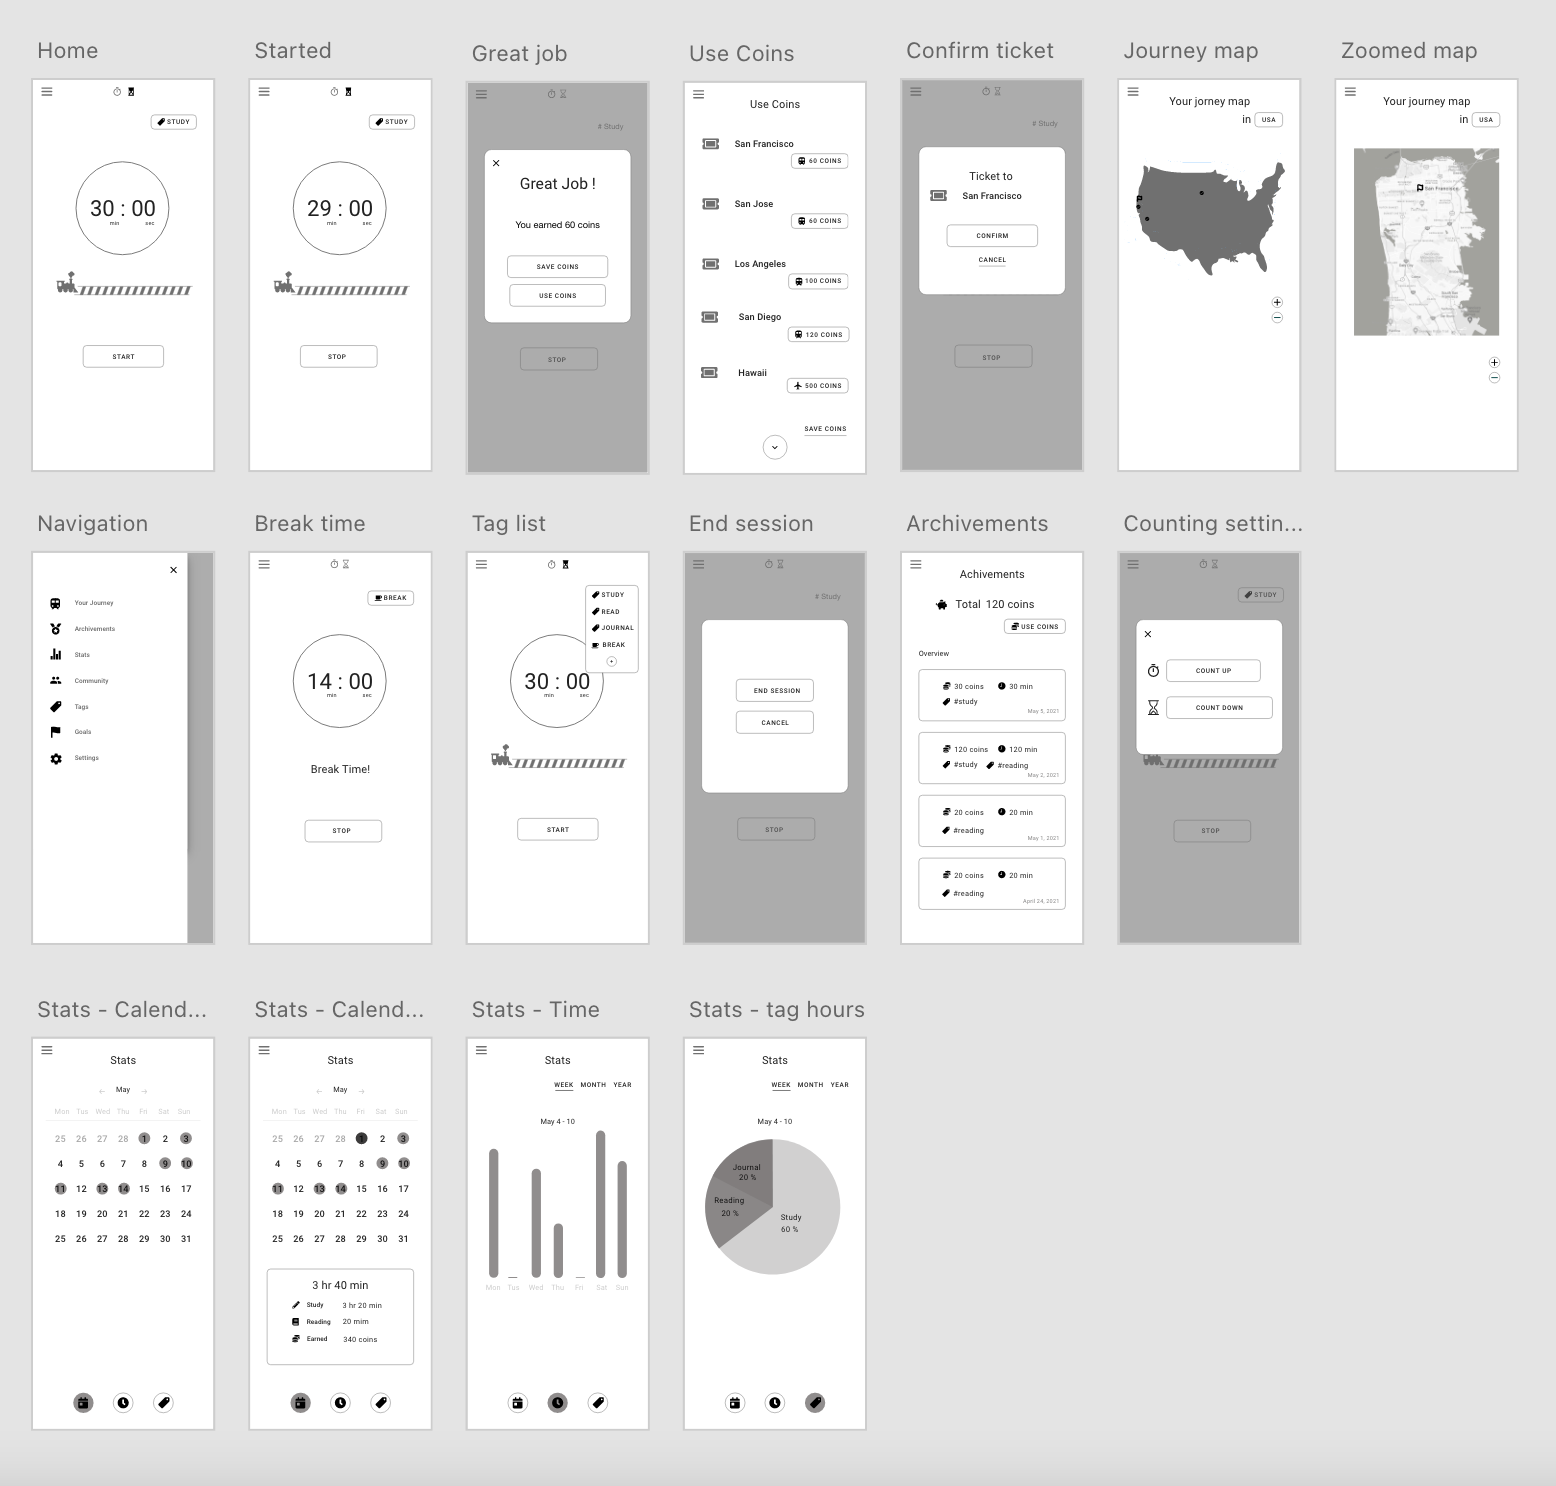 Home
STUDY
30 : 00
min sec
START
Started
STUDY
29 : 00
min sec
STOP
Great job
# Study
Great Job !
You earned 60 coins
SAVE COINS
USE COINS
STOP
Use Coins
Use Coins
San Francisco
60 COINS
San Jose
60 COINS
Los Angeles
100 COINS
San Diego
120 COINS
Hawaii
500 COINS
SAVE COINS
Confirm ticket
# Study
Ticket to
San Francisco
CONFIRM
CANCEL
STOP
Journey map
Your jorney map
in USA
Zoomed map
Your journey map
in USA
San Francisco
Navigation
Your Journey
Archivements
Stats
Community
Tags
Goals
Settings
Break time
BREAK
14 : 00
min sec
Break Time!
STOP
Tag list
STUDY
READ
JOURNAL
BREAK
30 : 00
min sec
START
End session
# Study
END SESSION
CANCEL
STOP
Archivements
Achivements
Total 120 coins
USE COINS
Overview
30 coins 30 min
#study
May 5, 2021
120 coins 120 min
#study #reading
May 2, 2021
20 coins 20 min
#reading
May 1, 2021
20 coins 20 min
#reading
April 24, 2021
Counting settin...
STUDY
COUNT UP
COUNT DOWN
STOP
Stats - Calend...
Stats
← May →
Mon Tus Wed Thu Fri Sat Sun
25 26 27 28 1 2 3
4 5 6 7 8 9 10
11 12 13 14 15 16 17
18 19 20 21 22 23 24
25 26 27 28 29 30 31
Stats - Calend...
Stats
← May →
Mon Tus Wed Thu Fri Sat Sun
25 26 27 28 1 2 3
4 5 6 7 8 9 10
11 12 13 14 15 16 17
18 19 20 21 22 23 24
25 26 27 28 29 30 31
3 hr 40 min
Study 3 hr 20 min
Reading 20 mim
Earned 340 coins
Stats - Time
Stats
WEEK MONTH YEAR
May 4 - 10
Mon Tus Wed Thu Fri Sat Sun
Stats - tag hours
Stats
WEEK MONTH YEAR
May 4 - 10
Journal
20 %
Reading
20 %
Study
60 %